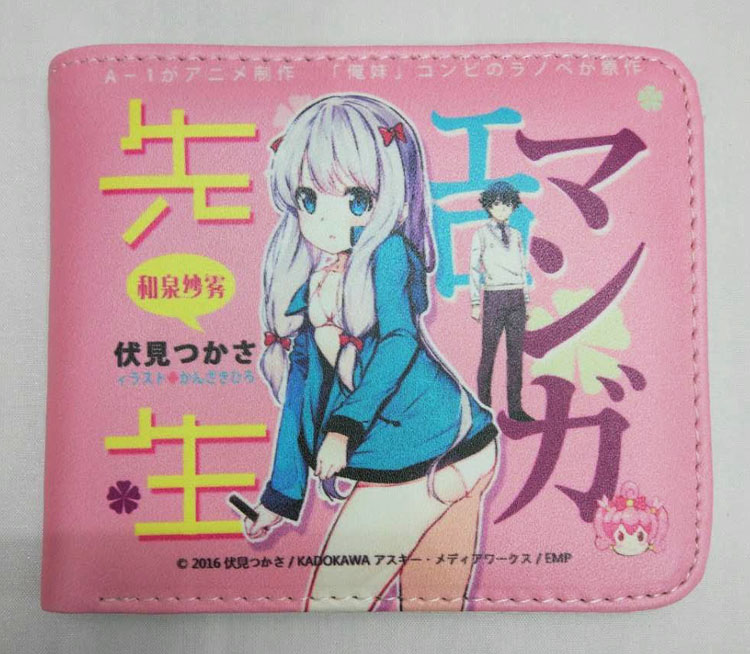 A-1がアニメ制作 「俺妹」コンビのラノベが原作
エロマンガ
先生
和泉纱雾
伏見つかさ
イラスト かんざきひろ
© 2016 伏見つかさ / KADOKAWA アスキー・メディアワークス / EMP